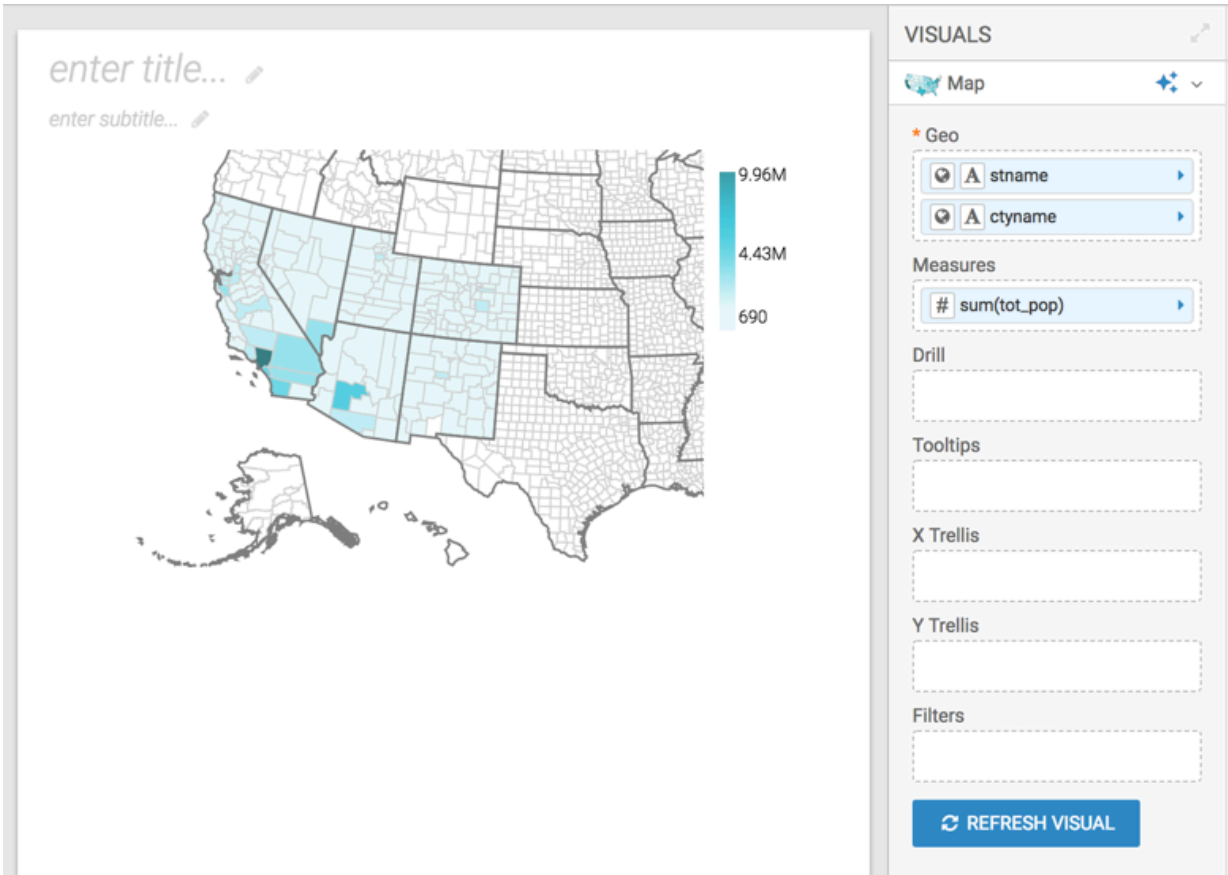 enter title...
enter subtitle...
9.96M
4.43M
690
VISUALS
Map
* Geo
A stname
A ctyname
Measures
# sum(tot_pop)
Drill
Tooltips
X Trellis
Y Trellis
Filters
REFRESH VISUAL